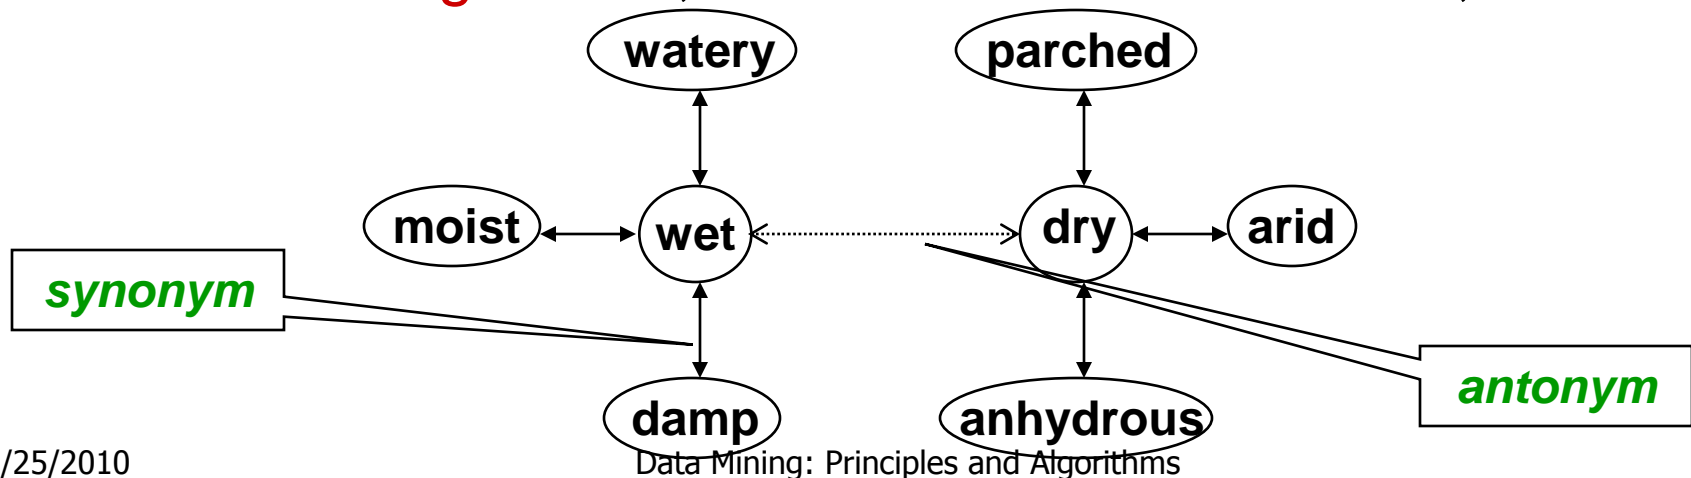 watery parched
moist wet dry arid
synonym
antonym
damp anhydrous
/25/2010 Data Mining: Principles and Algorithms